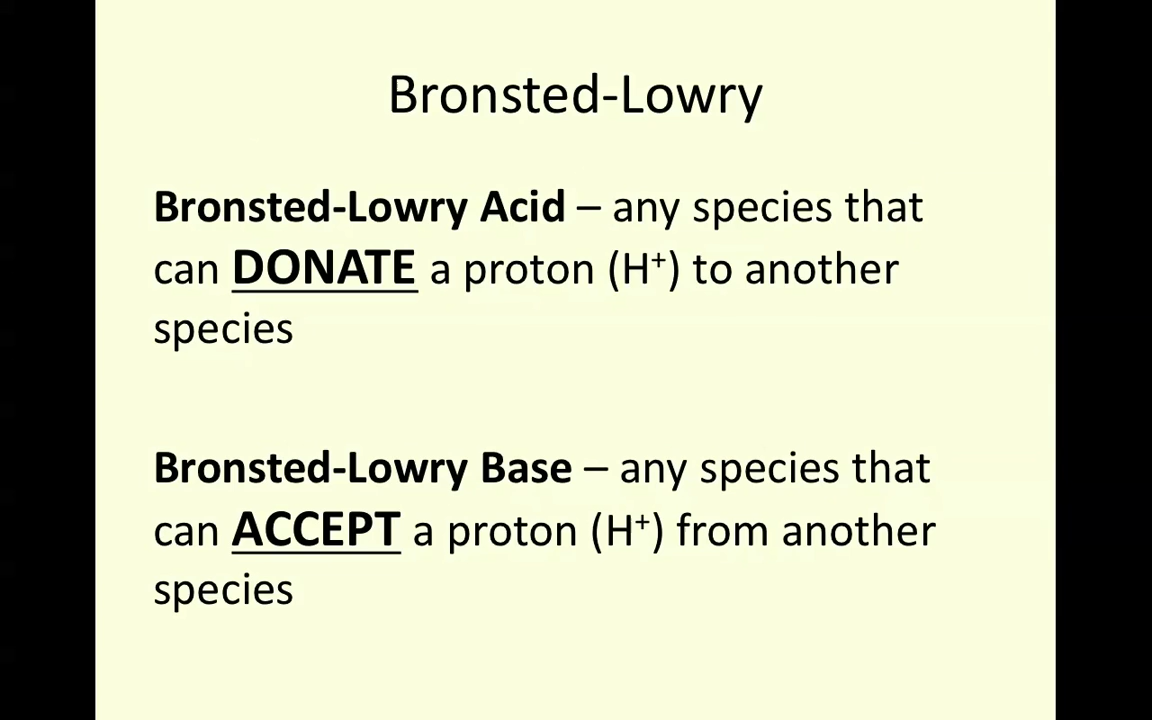 Bronsted-Lowry
Bronsted-Lowry Acid – any species that
can DONATE a proton (H⁺) to another
species
Bronsted-Lowry Base – any species that
can ACCEPT a proton (H⁺) from another
species